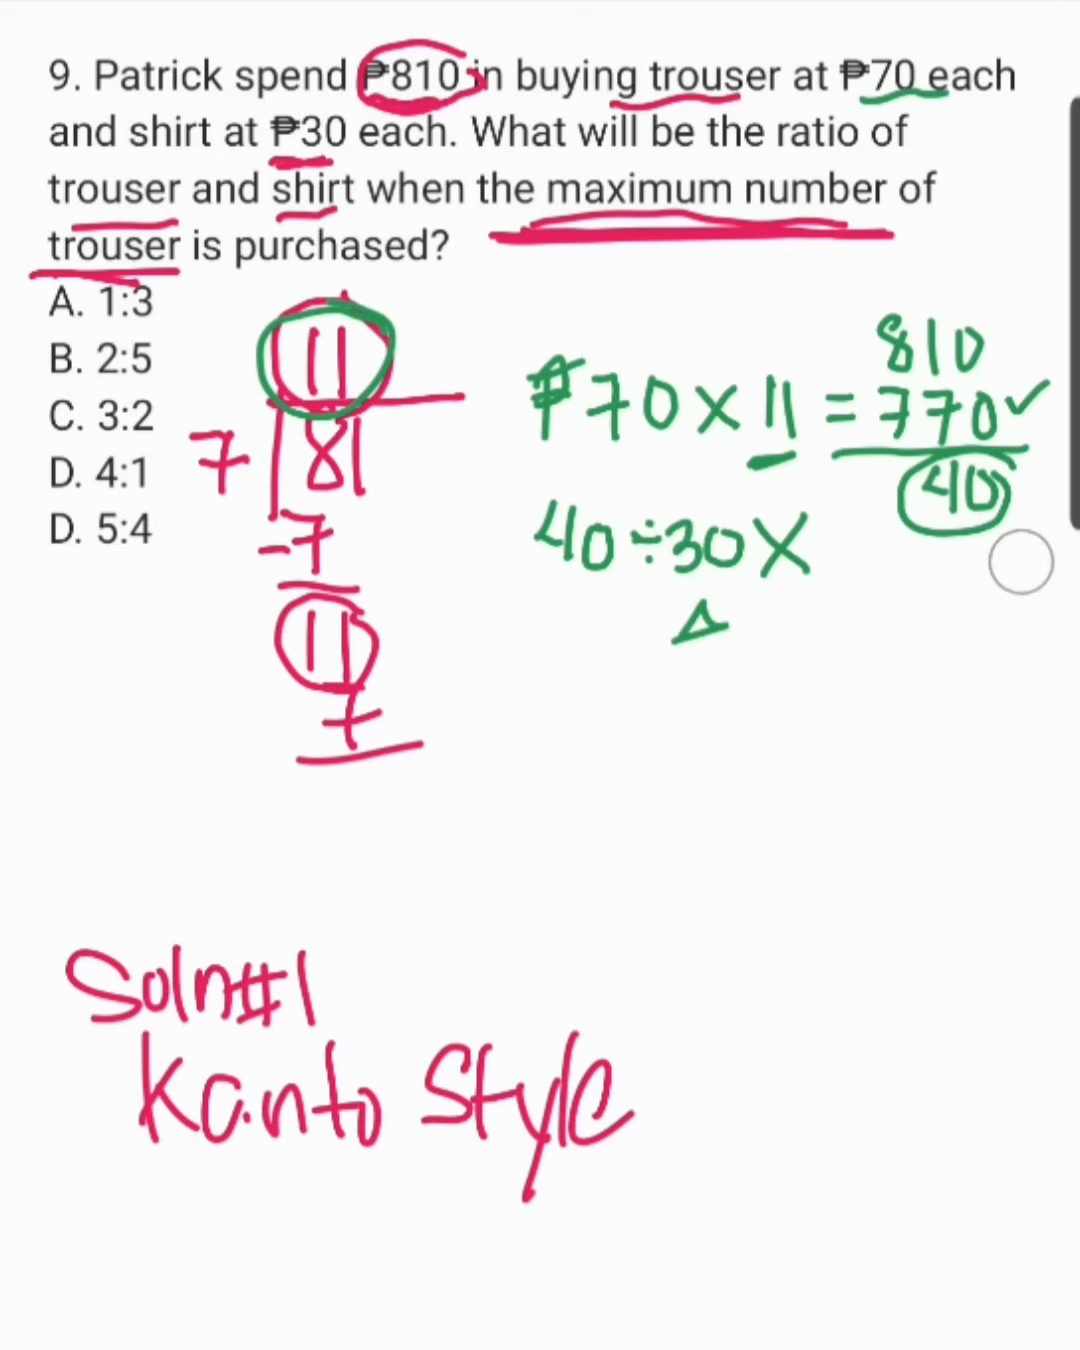 9. Patrick spend ₱810 in buying trouser at ₱70 each
and shirt at ₱30 each. What will be the ratio of
trouser and shirt when the maximum number of
trouser is purchased?
A. 1:3
B. 2:5
C. 3:2
D. 4:1
D. 5:4
11
7 81
-7
11
7
810
₱70 x 11 = 770 ✓
40
40÷30 X
Soln#1
Kanto Style